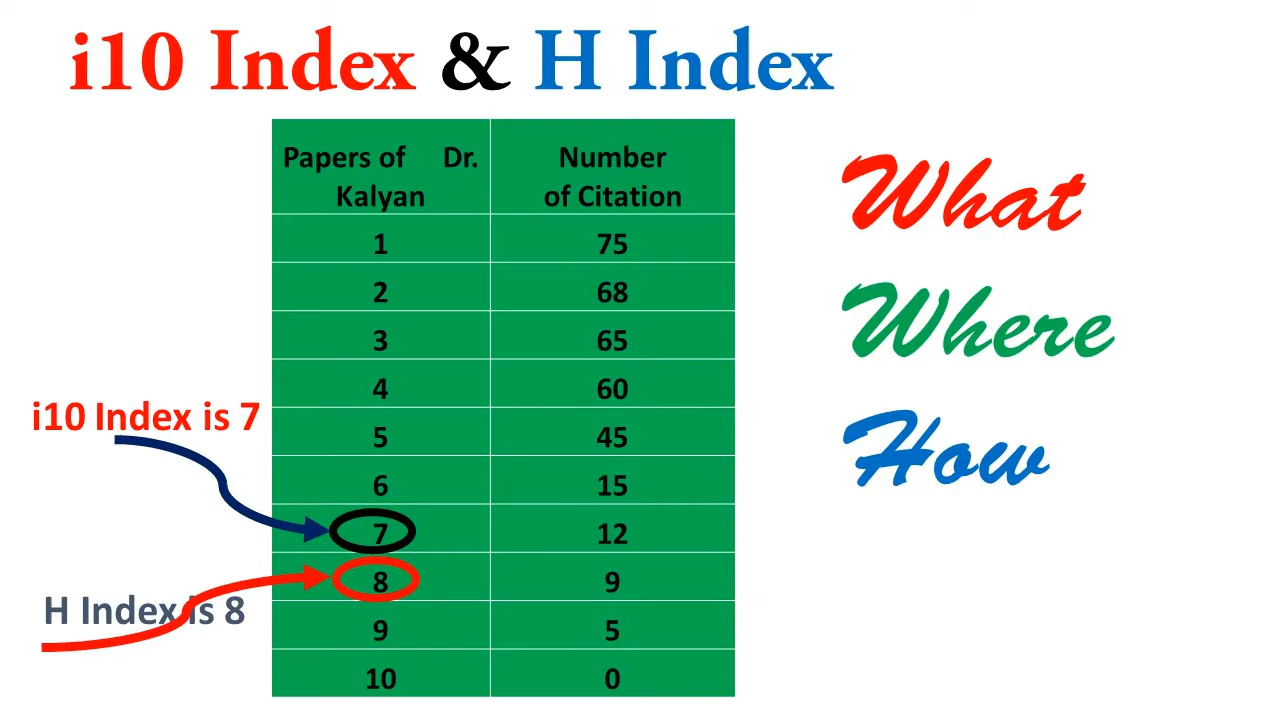 i10 Index & H Index
Papers of Dr.
Kalyan
Number
of Citation
1 75
2 68
3 65
4 60
5 45
6 15
7 12
8 9
9 5
10 0
i10 Index is 7
H Index is 8
What
Where
How